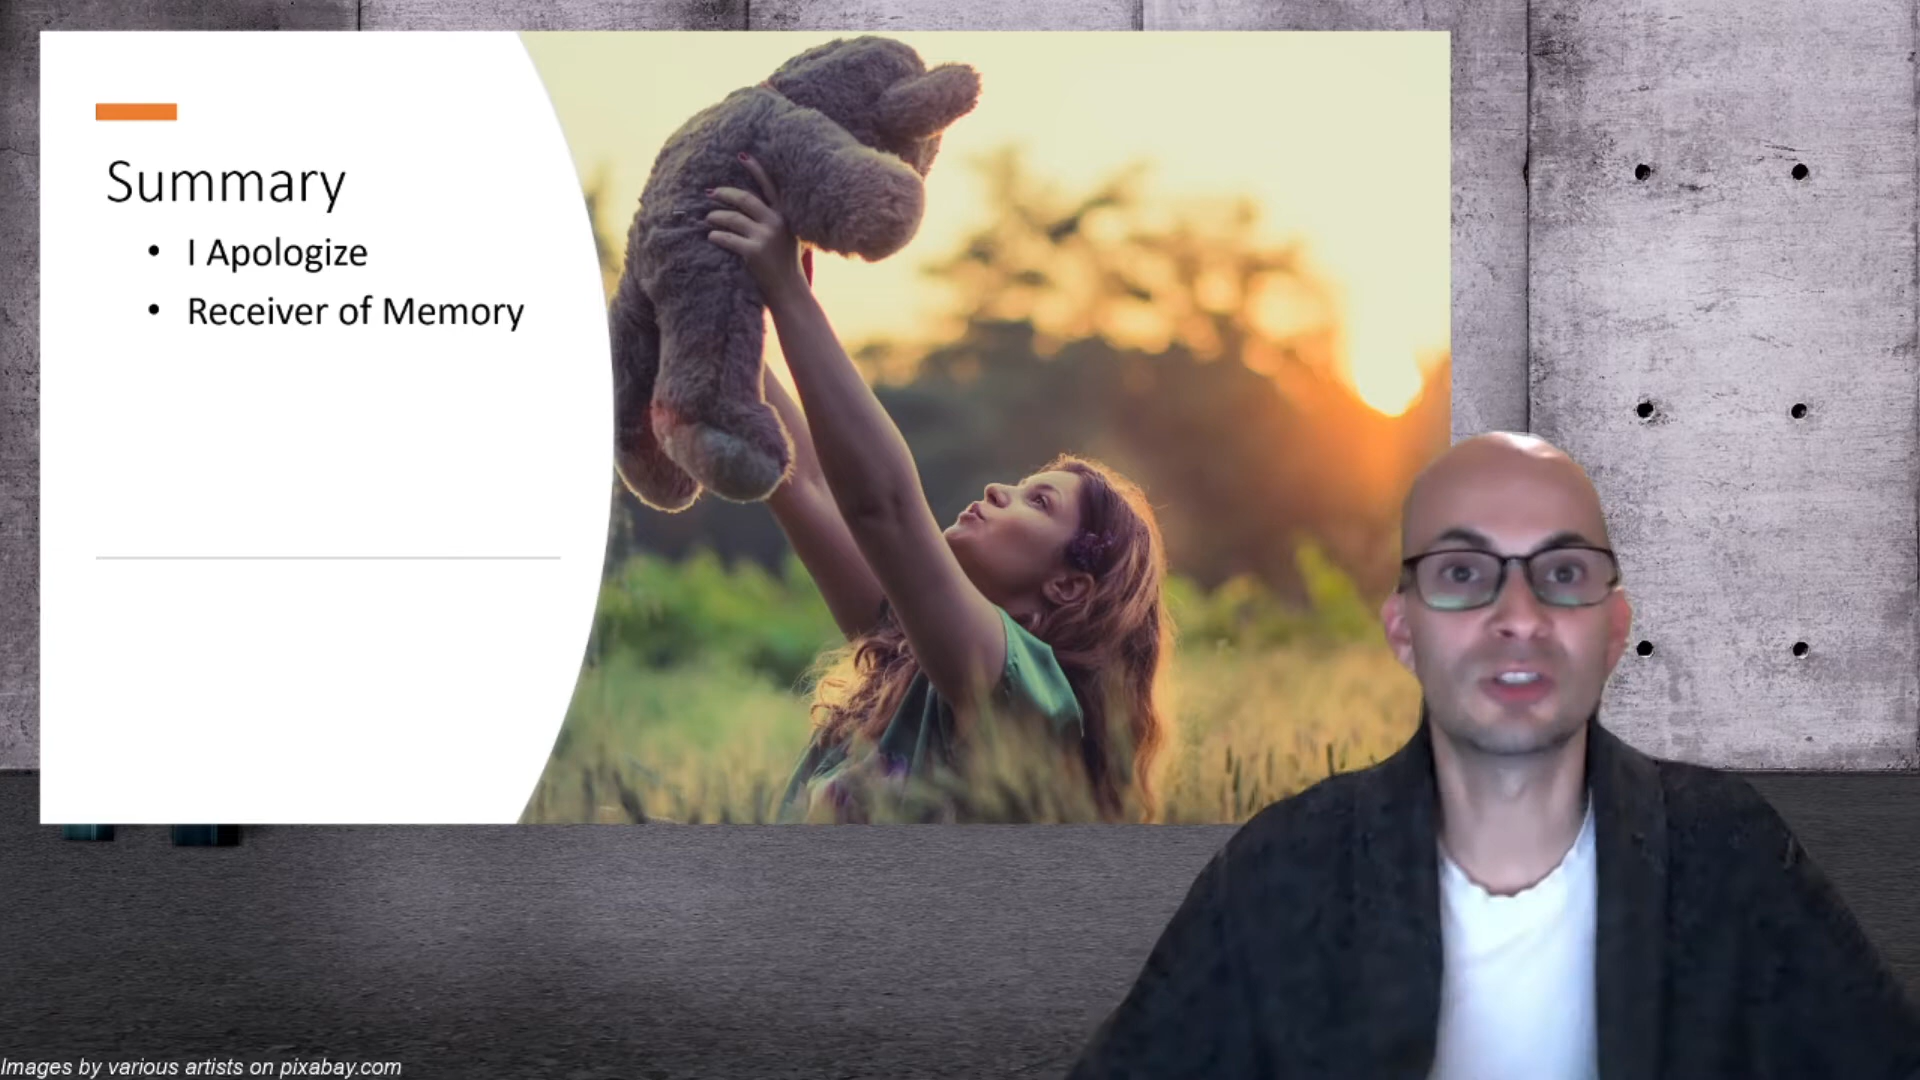 Summary
• I Apologize
• Receiver of Memory
Images by various artists on pixabay.com